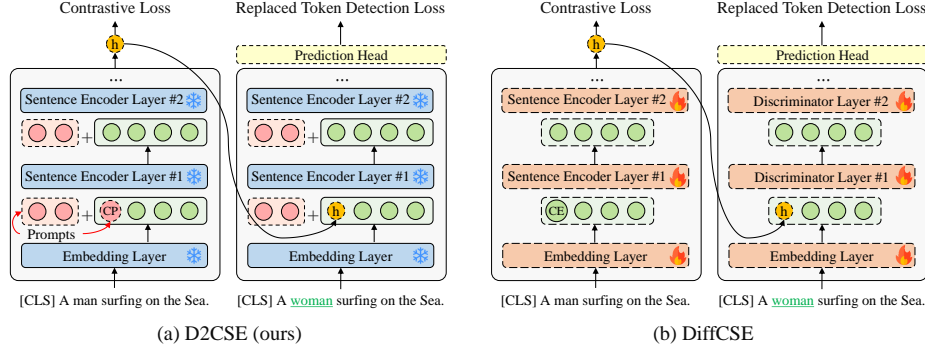 Contrastive Loss
Replaced Token Detection Loss
h
Prediction Head
...
...
Sentence Encoder Layer #2
Sentence Encoder Layer #2
+
+
Sentence Encoder Layer #1
Sentence Encoder Layer #1
+
CP
+
h
Prompts
Embedding Layer
Embedding Layer
[CLS] A man surfing on the Sea.
[CLS] A woman surfing on the Sea.
(a) D2CSE (ours)
Contrastive Loss
Replaced Token Detection Loss
h
Prediction Head
...
...
Sentence Encoder Layer #2
Discriminator Layer #2
Sentence Encoder Layer #1
Discriminator Layer #1
CE
h
Embedding Layer
Embedding Layer
[CLS] A man surfing on the Sea.
[CLS] A woman surfing on the Sea.
(b) DiffCSE